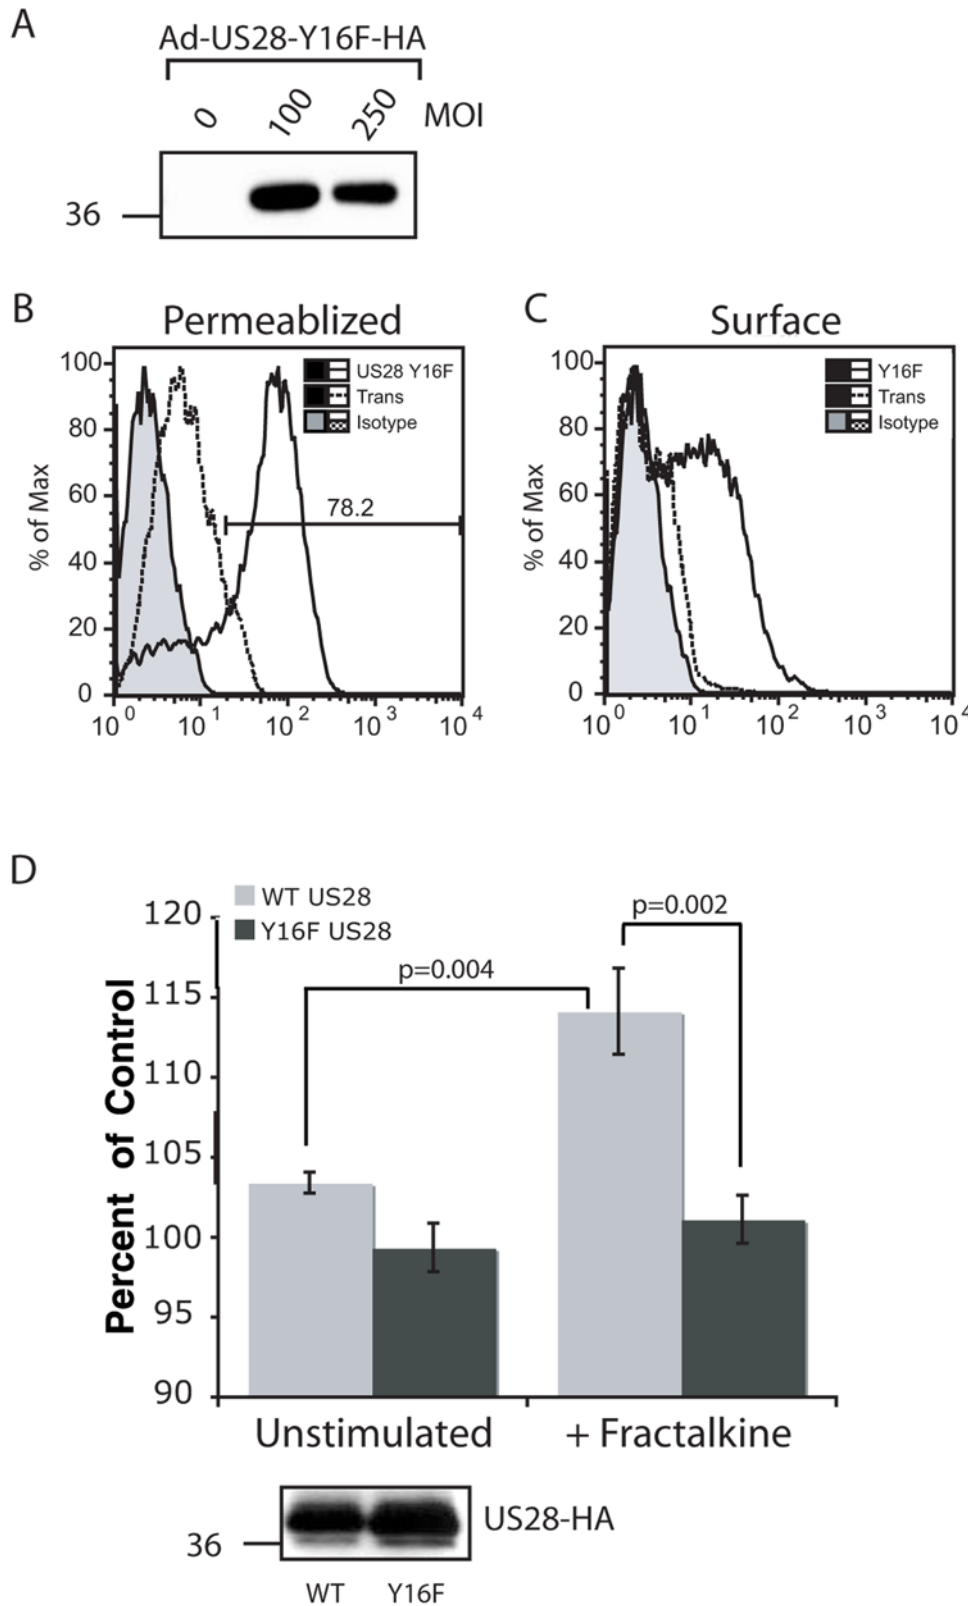 A
Ad-US28-Y16F-HA
0 100 250 MOI
36
B Permeablized
US28 Y16F
Trans
Isotype
% of Max
100
80
60
40
20
0
78.2
10^0 10^1 10^2 10^3 10^4
C Surface
Y16F
Trans
Isotype
% of Max
100
80
60
40
20
0
10^0 10^1 10^2 10^3 10^4
D
WT US28
Y16F US28
p=0.002
p=0.004
Percent of Control
120
115
110
105
100
95
90
Unstimulated + Fractalkine
36
US28-HA
WT Y16F